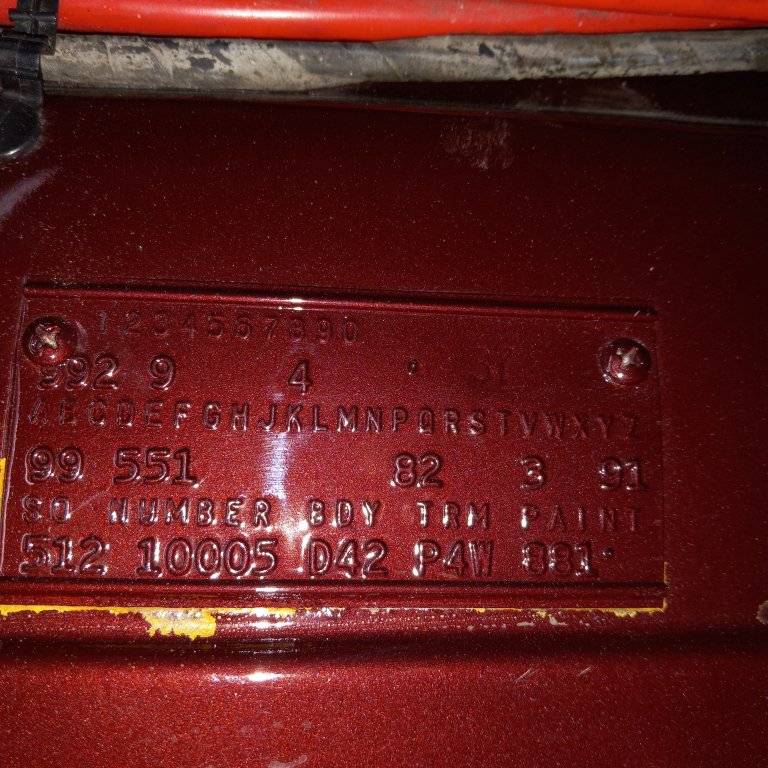 1234567890
992 9 4
ABCDEFGHJKLMNPQRSTVWXYZ
99 551 82 3 91
SO NUMBER BDY TRM PAINT
512 10005 D42 P4W 881